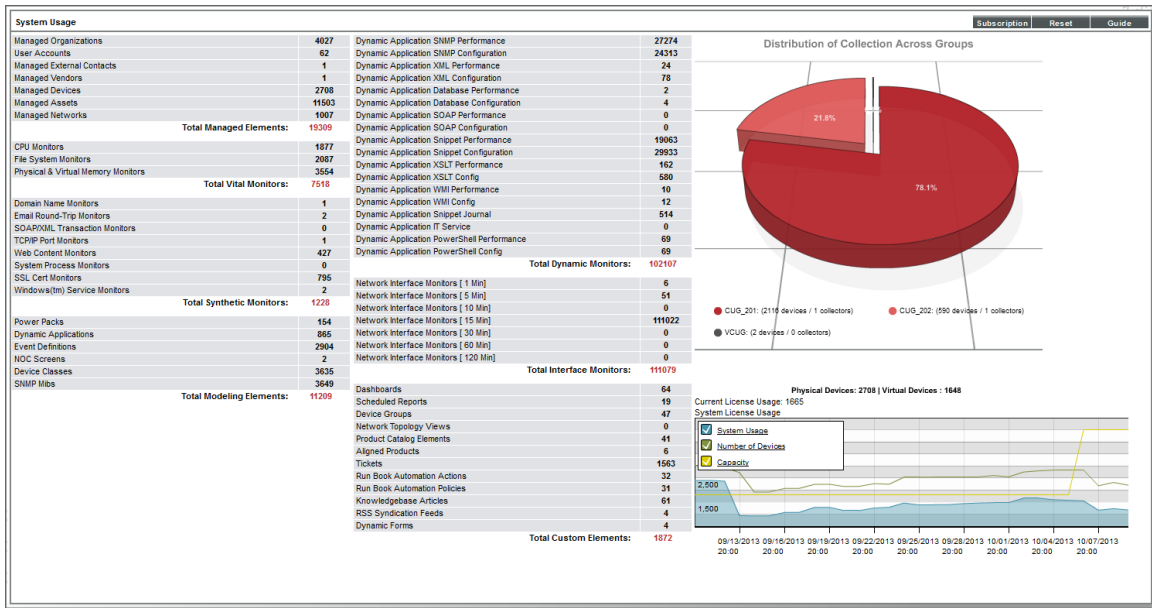 System Usage
Subscription Reset Guide
Managed Organizations 4027
User Accounts 62
Managed External Contacts 1
Managed Vendors 1
Managed Devices 2708
Managed Assets 11503
Managed Networks 1007
Total Managed Elements: 19309
CPU Monitors 1877
File System Monitors 2087
Physical & Virtual Memory Monitors 3554
Total Vital Monitors: 7518
Domain Name Monitors 1
Email Round-Trip Monitors 2
SOAP/XML Transaction Monitors 0
TCP/IP Port Monitors 1
Web Content Monitors 427
System Process Monitors 0
SSL Cert Monitors 795
Windows(tm) Service Monitors 2
Total Synthetic Monitors: 1228
Power Packs 154
Dynamic Applications 865
Event Definitions 2904
NOC Screens 2
Device Classes 3635
SNMP Mibs 3649
Total Modeling Elements: 11209
Dynamic Application SNMP Performance 27274
Dynamic Application SNMP Configuration 24313
Dynamic Application XML Performance 24
Dynamic Application XML Configuration 78
Dynamic Application Database Performance 2
Dynamic Application Database Configuration 4
Dynamic Application SOAP Performance 0
Dynamic Application SOAP Configuration 0
Dynamic Application Snippet Performance 19063
Dynamic Application Snippet Configuration 29933
Dynamic Application XSLT Performance 162
Dynamic Application XSLT Config 580
Dynamic Application WMI Performance 10
Dynamic Application WMI Config 12
Dynamic Application Snippet Journal 514
Dynamic Application IT Service 0
Dynamic Application PowerShell Performance 69
Dynamic Application PowerShell Config 69
Total Dynamic Monitors: 102107
Network Interface Monitors [ 1 Min] 6
Network Interface Monitors [ 5 Min] 51
Network Interface Monitors [ 10 Min] 0
Network Interface Monitors [ 15 Min] 111022
Network Interface Monitors [ 30 Min] 0
Network Interface Monitors [ 60 Min] 0
Network Interface Monitors [ 120 Min] 0
Total Interface Monitors: 111079
Dashboards 64
Scheduled Reports 19
Device Groups 47
Network Topology Views 0
Product Catalog Elements 41
Aligned Products 6
Tickets 1563
Run Book Automation Actions 32
Run Book Automation Policies 31
Knowledgebase Articles 61
RSS Syndication Feeds 4
Dynamic Forms 4
Total Custom Elements: 1872
Distribution of Collection Across Groups
21.8%
78.1%
CUG_201: (2116 devices / 1 collectors) CUG_202: (590 devices / 1 collectors)
VCUG: (2 devices / 0 collectors)
Physical Devices: 2708 | Virtual Devices : 1648
Current License Usage: 1665
System License Usage
System Usage
Number of Devices
Capacity
2,500
1,500
09/13/2013 09/16/2013 09/19/2013 09/22/2013 09/25/2013 09/28/2013 10/01/2013 10/04/2013 10/07/2013
20:00 20:00 20:00 20:00 20:00 20:00 20:00 20:00 20:00